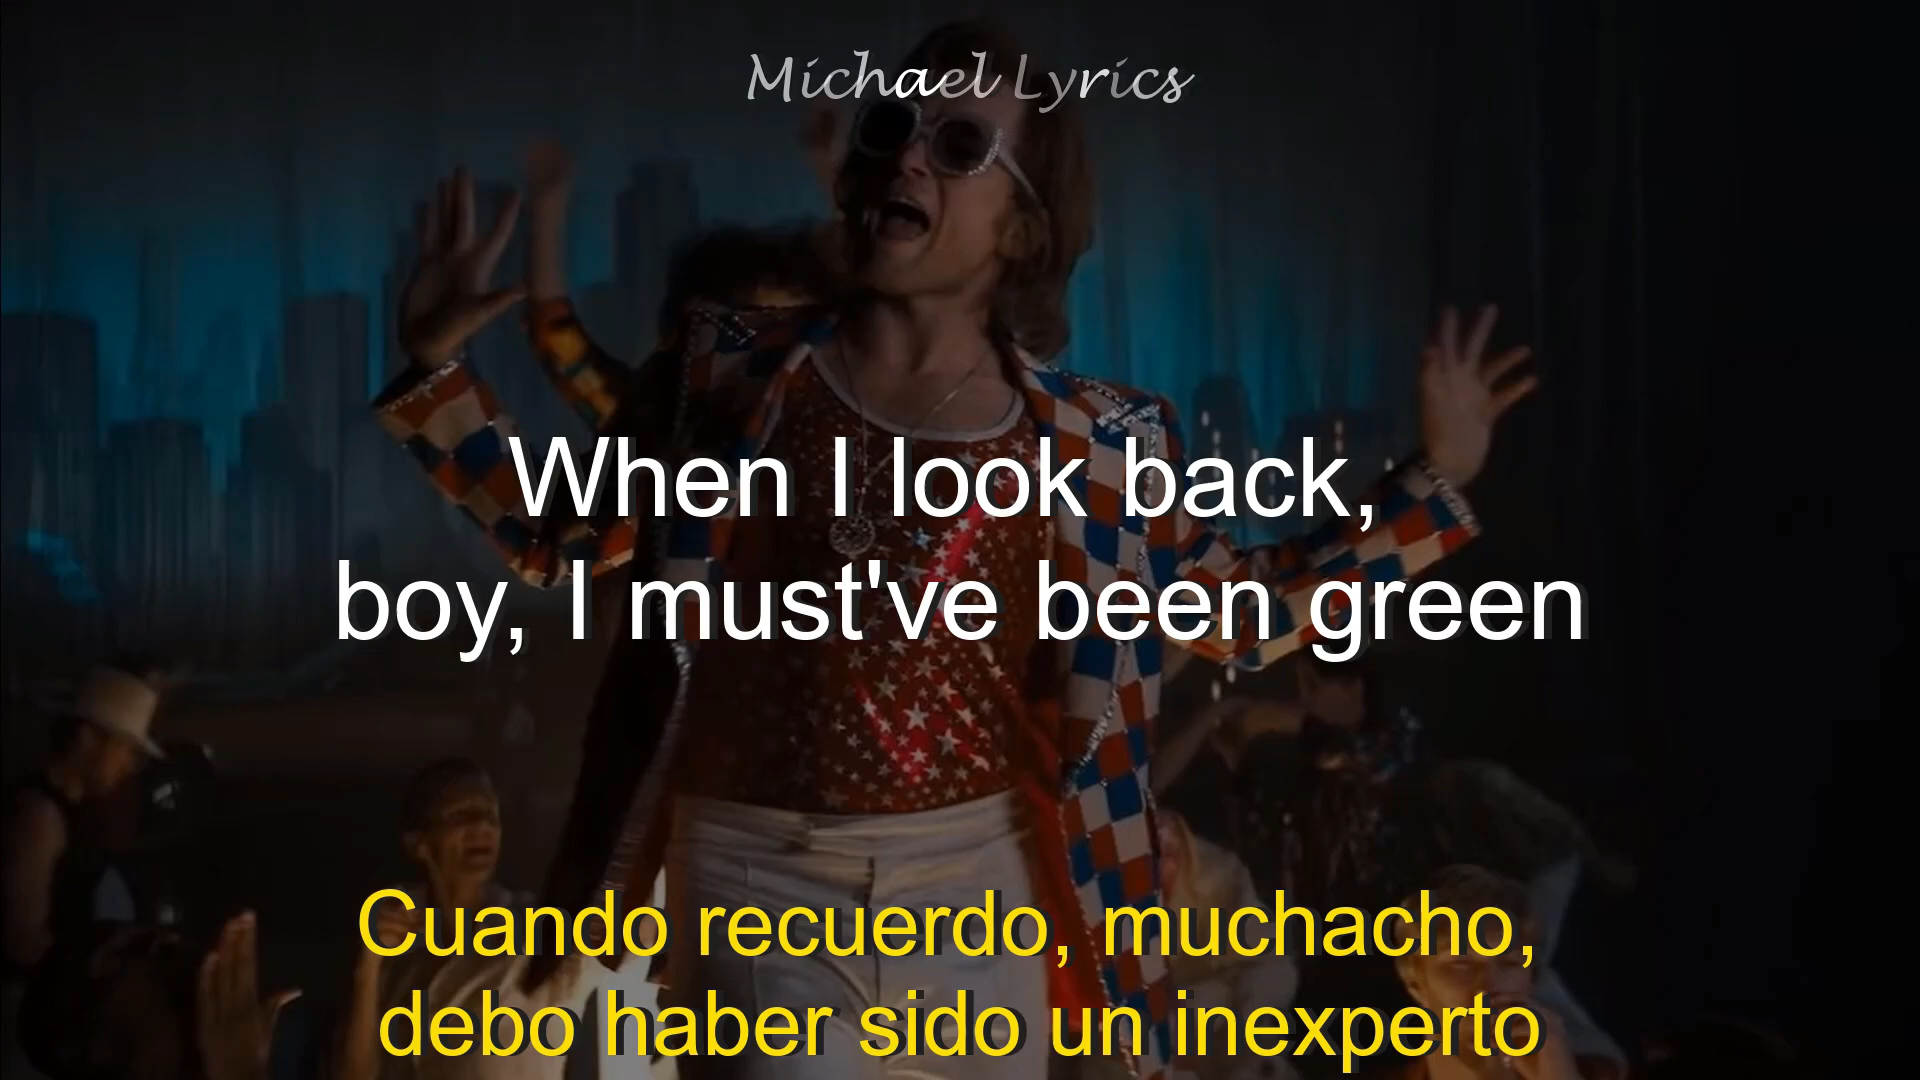 Michael Lyrics
When I look back,
boy, I must've been green
Cuando recuerdo, muchacho,
debo haber sido un inexperto